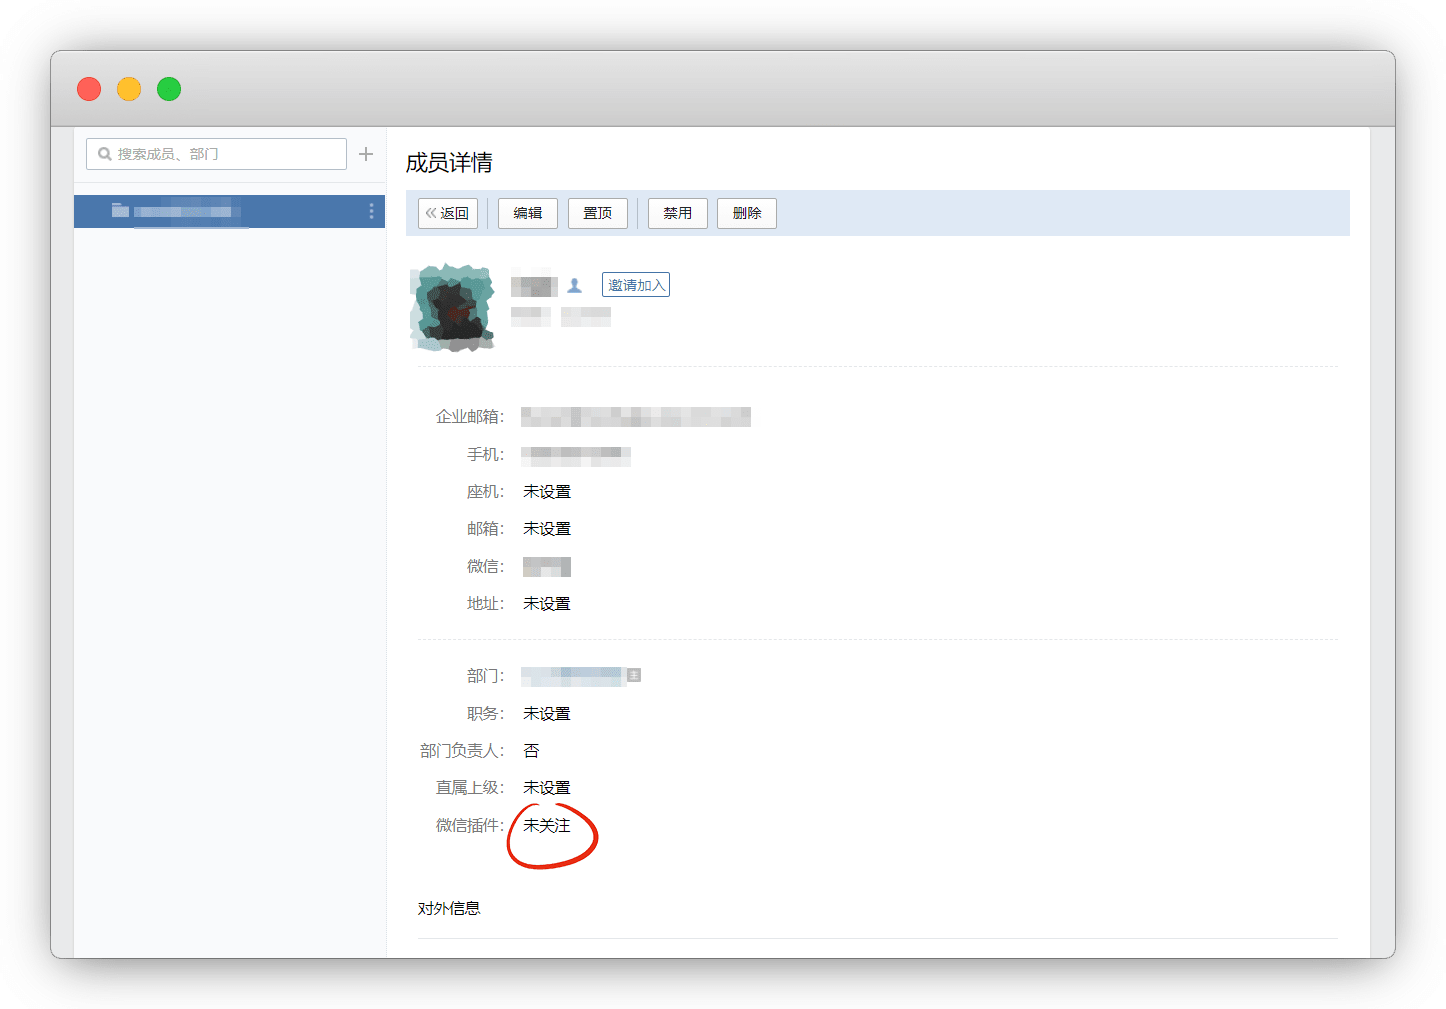 搜索成员、部门
成员详情
返回 编辑 置顶 禁用 删除
邀请加入
企业邮箱：
手机：
座机： 未设置
邮箱： 未设置
微信：
地址： 未设置
部门： 主
职务： 未设置
部门负责人： 否
直属上级： 未设置
微信插件： 未关注
对外信息